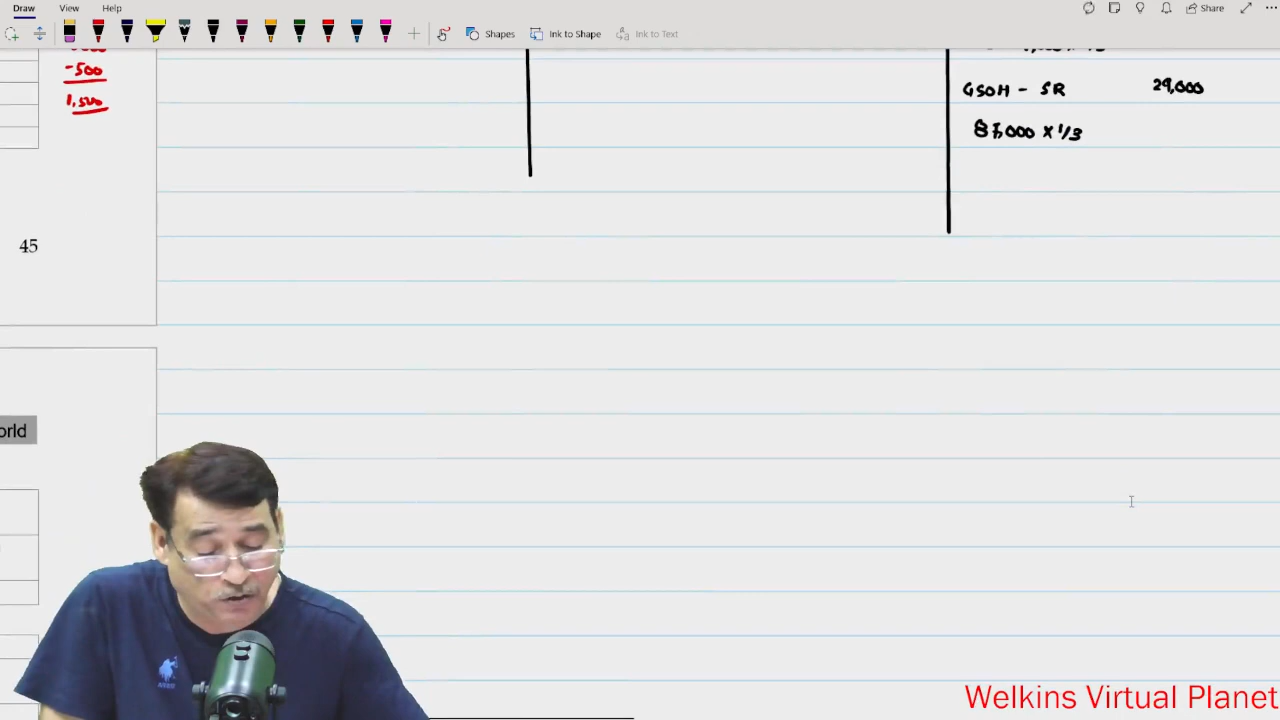 Draw View Help
Shapes Ink to Shape Ink to Text Share
-500
1,500
GSOH - SR 29,000
87,000 x 1/3
45
orld
Welkins Virtual Planet